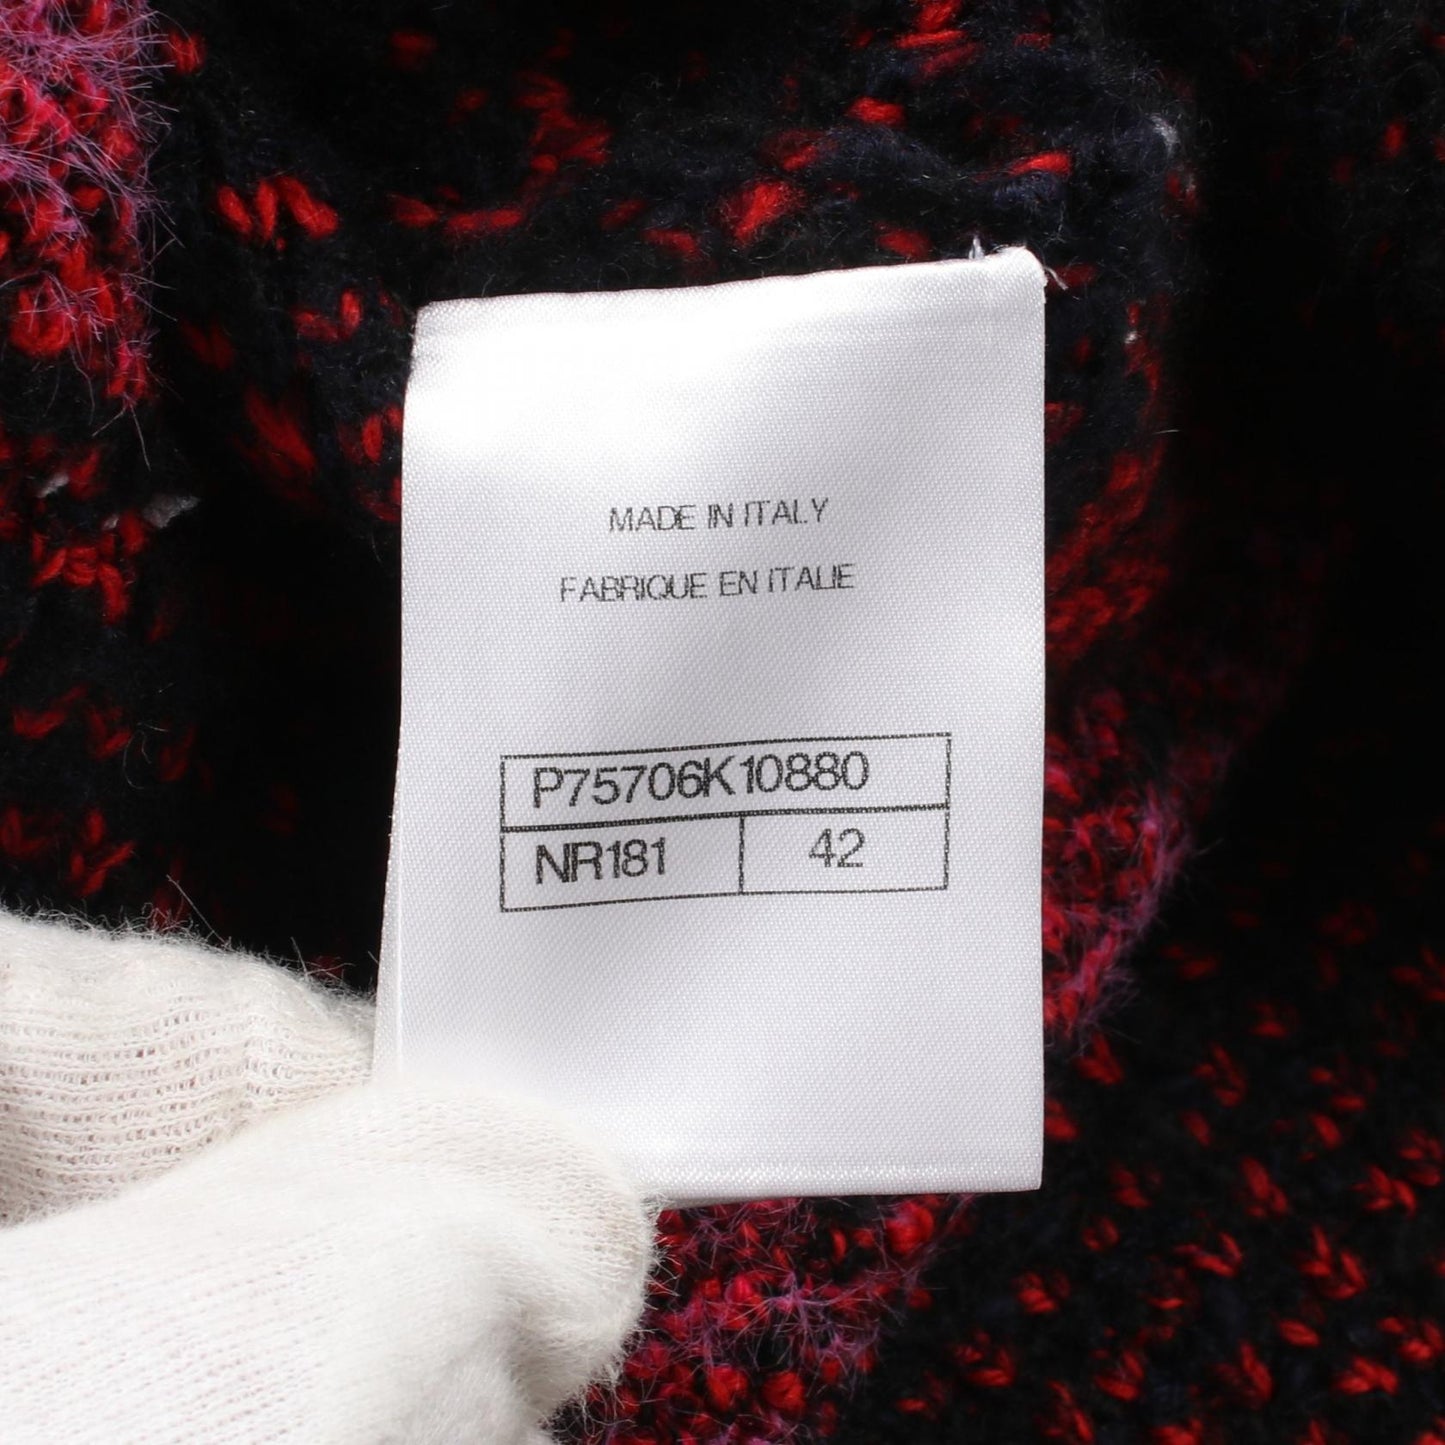 MADE IN ITALY
FABRIQUE EN ITALIE
P75706K10880
NR181 42